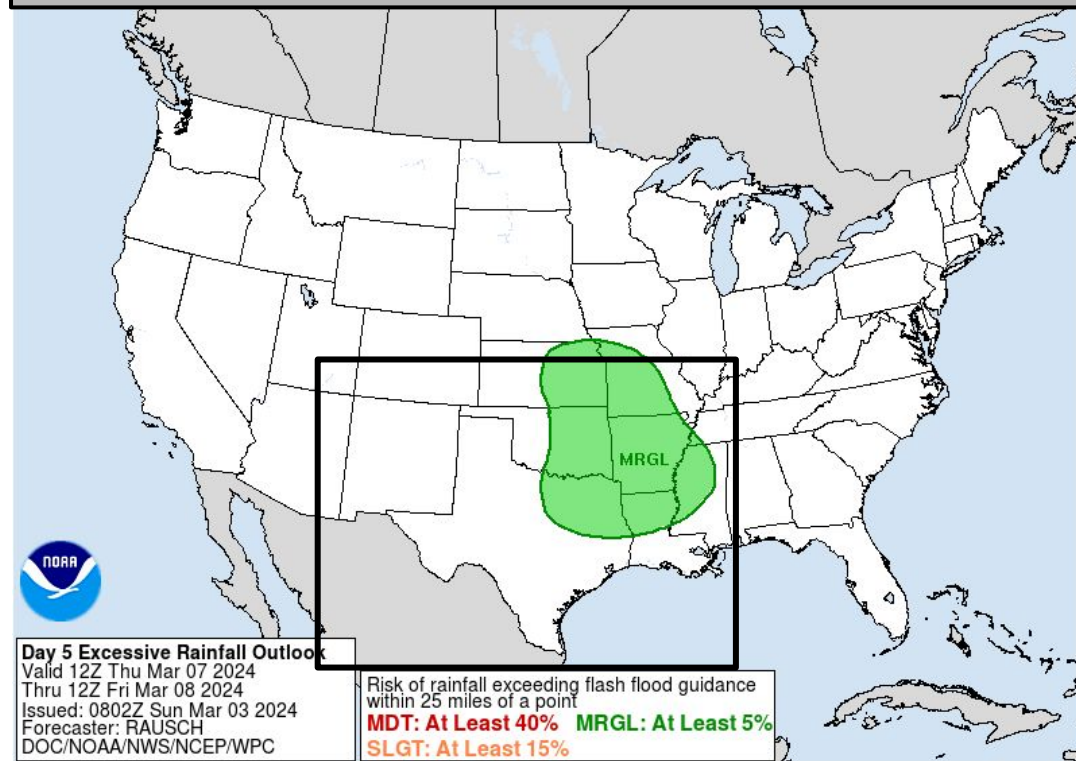 MRGL
NOAA
Day 5 Excessive Rainfall Outlook
Valid 12Z Thu Mar 07 2024
Thru 12Z Fri Mar 08 2024
Issued: 0802Z Sun Mar 03 2024
Forecaster: RAUSCH
DOC/NOAA/NWS/NCEP/WPC
Risk of rainfall exceeding flash flood guidance
within 25 miles of a point
MDT: At Least 40% MRGL: At Least 5%
SLGT: At Least 15%